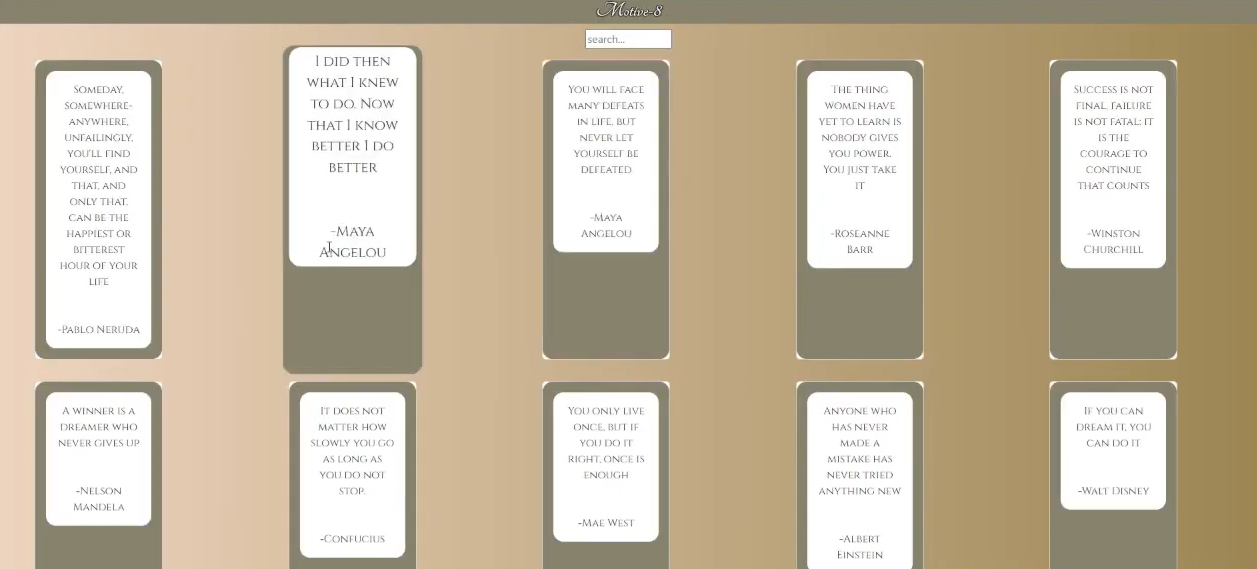 Motive-8
search...
Someday,
somewhere-
anywhere,
unfailingly,
you'll find
yourself, and
that, and
only that,
can be the
happiest or
bitterest
hour of your
life
-Pablo Neruda
I did then
what I knew
to do. Now
that I know
better I do
better
-Maya
Angelou
You will face
many defeats
in life, but
never let
yourself be
defeated
-Maya
Angelou
The thing
women have
yet to learn is
nobody gives
you power.
You just take
it
-Roseanne
Barr
Success is not
final, failure
is not fatal: it
is the
courage to
continue
that counts
-Winston
Churchill
A winner is a
dreamer who
never gives up
-Nelson
Mandela
It does not
matter how
slowly you go
as long as
you do not
stop.
-Confucius
You only live
once, but if
you do it
right, once is
enough
-Mae West
Anyone who
has never
made a
mistake has
never tried
anything new
-Albert
Einstein
If you can
dream it, you
can do it
-Walt Disney